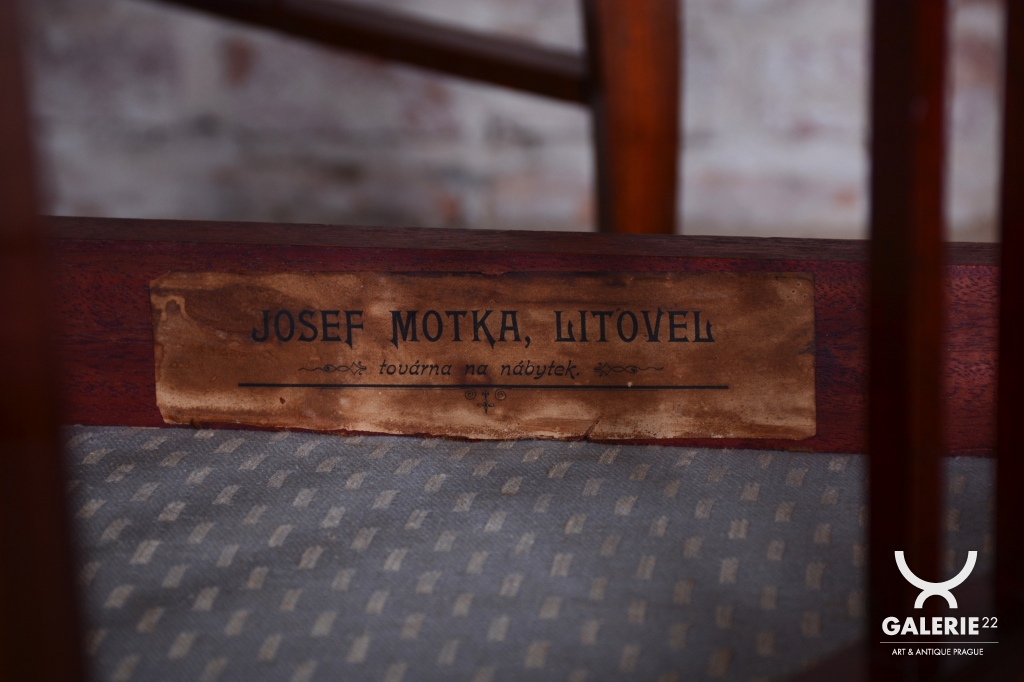 JOSEF MOTKA, LITOVEL
továrna na nábytek.
GALERIE22
ART & ANTIQUE PRAGUE